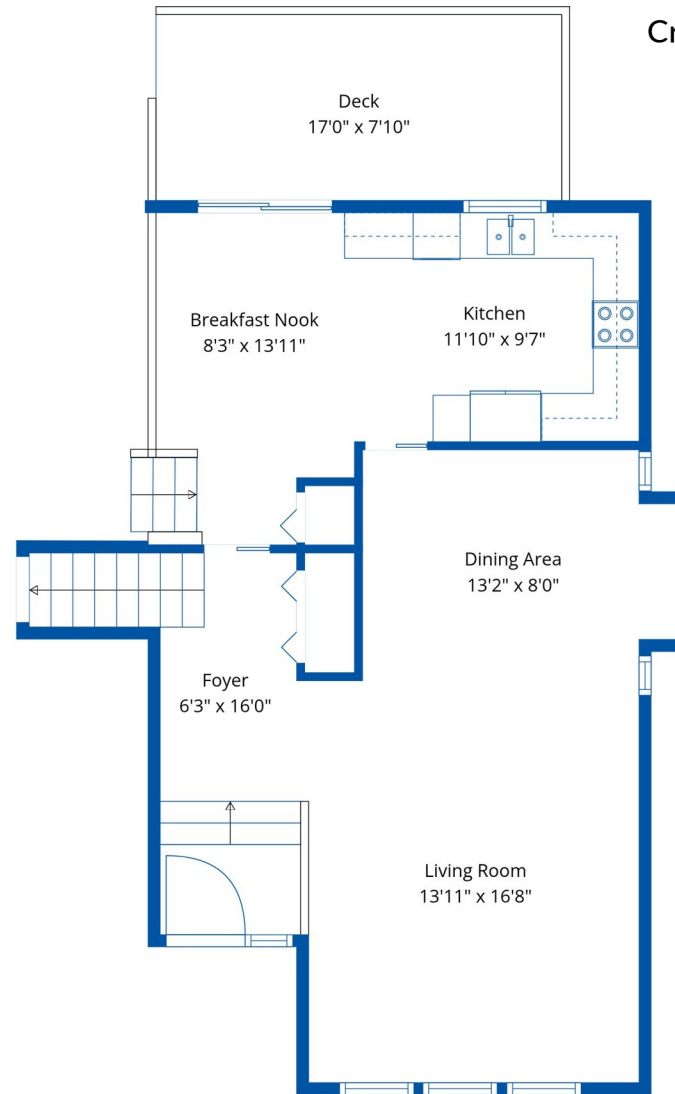 Cr
Deck
17'0" x 7'10"
Breakfast Nook
8'3" x 13'11"
Kitchen
11'10" x 9'7"
Dining Area
13'2" x 8'0"
Foyer
6'3" x 16'0"
Living Room
13'11" x 16'8"